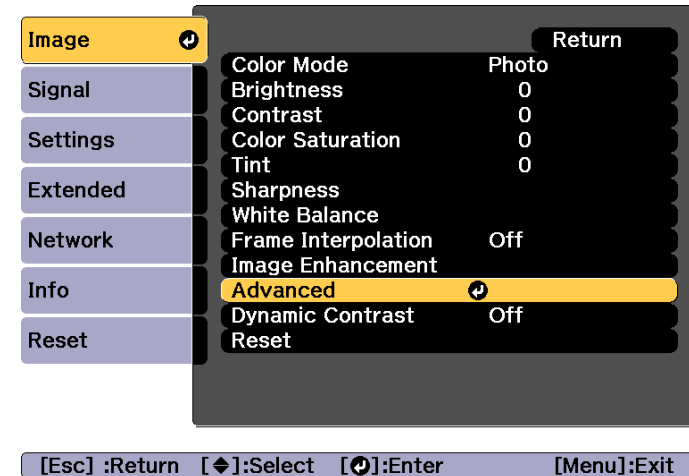 Image
Signal
Settings
Extended
Network
Info
Reset
Return
Color Mode Photo
Brightness 0
Contrast 0
Color Saturation 0
Tint 0
Sharpness
White Balance
Frame Interpolation Off
Image Enhancement
Advanced
Dynamic Contrast Off
Reset
[Esc] :Return [◆]:Select [↵]:Enter [Menu]:Exit